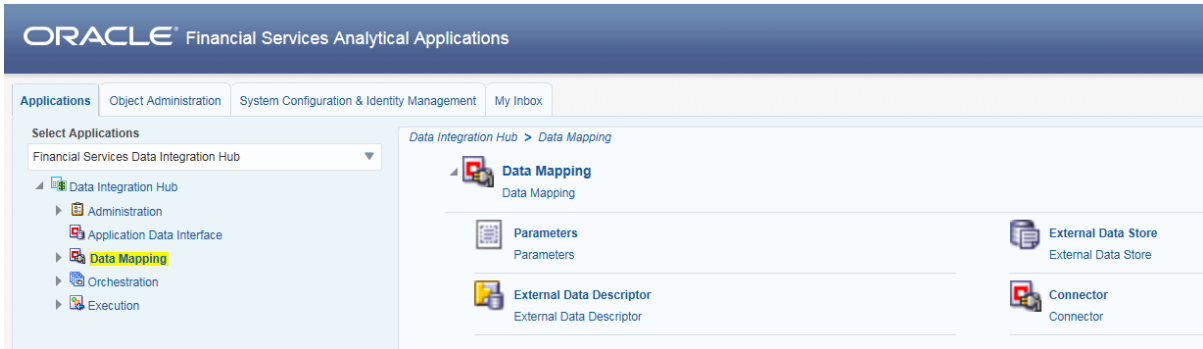 ORACLE® Financial Services Analytical Applications
Applications Object Administration System Configuration & Identity Management My Inbox
Select Applications
Financial Services Data Integration Hub
Data Integration Hub
Administration
Application Data Interface
Data Mapping
Orchestration
Execution
Data Integration Hub > Data Mapping
Data Mapping
Data Mapping
Parameters
Parameters
External Data Store
External Data Store
External Data Descriptor
External Data Descriptor
Connector
Connector